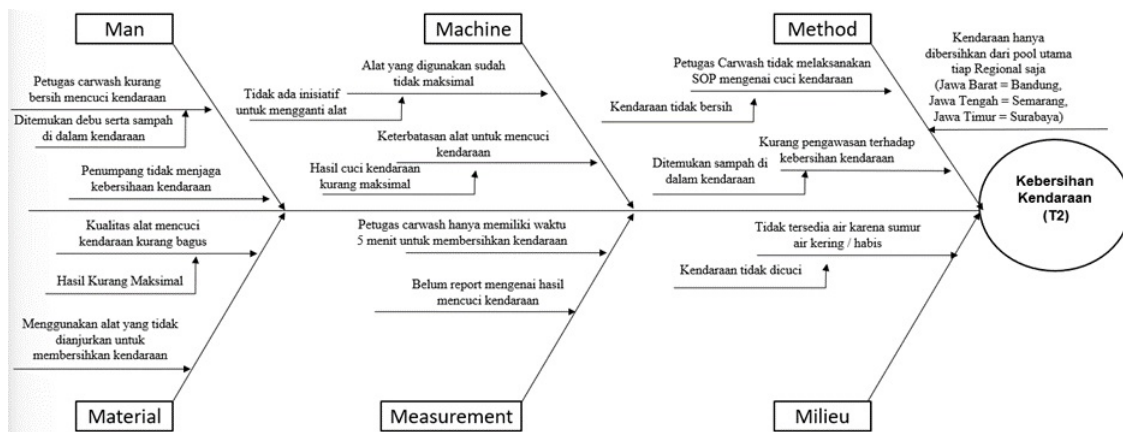 Man
Petugas carwash kurang
bersih mencuci kendaraan
Ditemukan debu serta sampah
di dalam kendaraan
Penumpang tidak menjaga
kebersihaan kendaraan
Machine
Alat yang digunakan sudah
tidak maksimal
Tidak ada inisiatif
untuk mengganti alat
Keterbatasan alat untuk mencuci
kendaraan
Hasil cuci kendaraan
kurang maksimal
Method
Petugas Carwash tidak melaksanakan
SOP mengenai cuci kendaraan
Kendaraan tidak bersih
Kurang pengawasan terhadap
kebersihan kendaraan
Ditemukan sampah di
dalam kendaraan
Kendaraan hanya
dibersihkan dari pool utama
tiap Regional saja
(Jawa Barat = Bandung,
Jawa Tengah = Semarang,
Jawa Timur = Surabaya)
Kebersihan
Kendaraan
(T2)
Kualitas alat mencuci
kendaraan kurang bagus
Hasil Kurang Maksimal
Menggunakan alat yang tidak
dianjurkan untuk
membersihkan kendaraan
Material
Petugas carwash hanya memiliki waktu
5 menit untuk membersihkan kendaraan
Belum report mengenai hasil
mencuci kendaraan
Measurement
Tidak tersedia air karena sumur
air kering / habis
Kendaraan tidak dicuci
Milieu